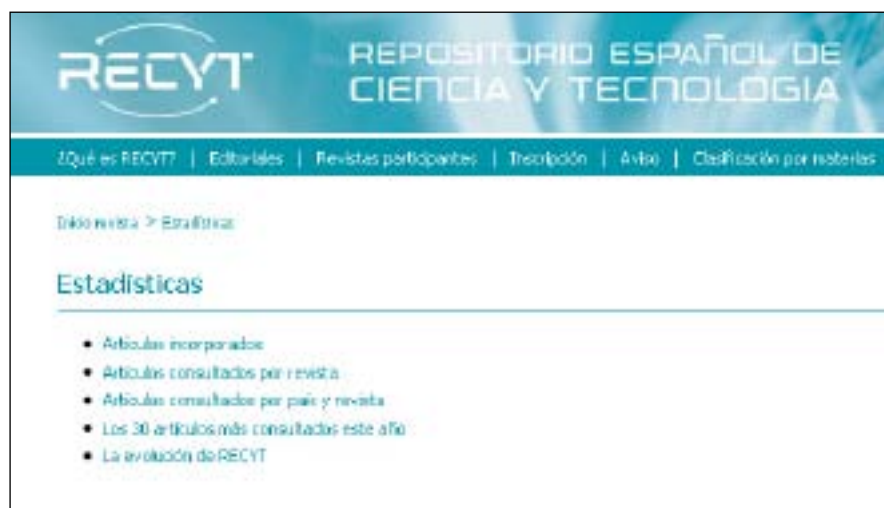 RECYT
REPOSITORIO ESPAÑOL DE
CIENCIA Y TECNOLOGIA
¿Qué es RECYT? | Editoriales | Revistas participantes | Inscripción | Aviso | Clasificación por materias
Inicio revista > Estadísticas
Estadísticas
Artículos incorporados
Artículos consultados por revista
Artículos consultados por país y revista
Los 30 artículos más consultados este año
La evolución de RECYT